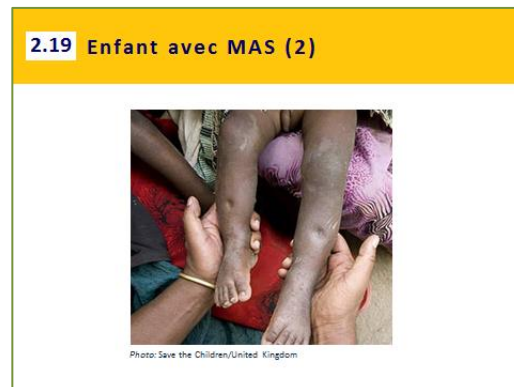 2.19 Enfant avec MAS (2)
Photo: Save the Children/United Kingdom